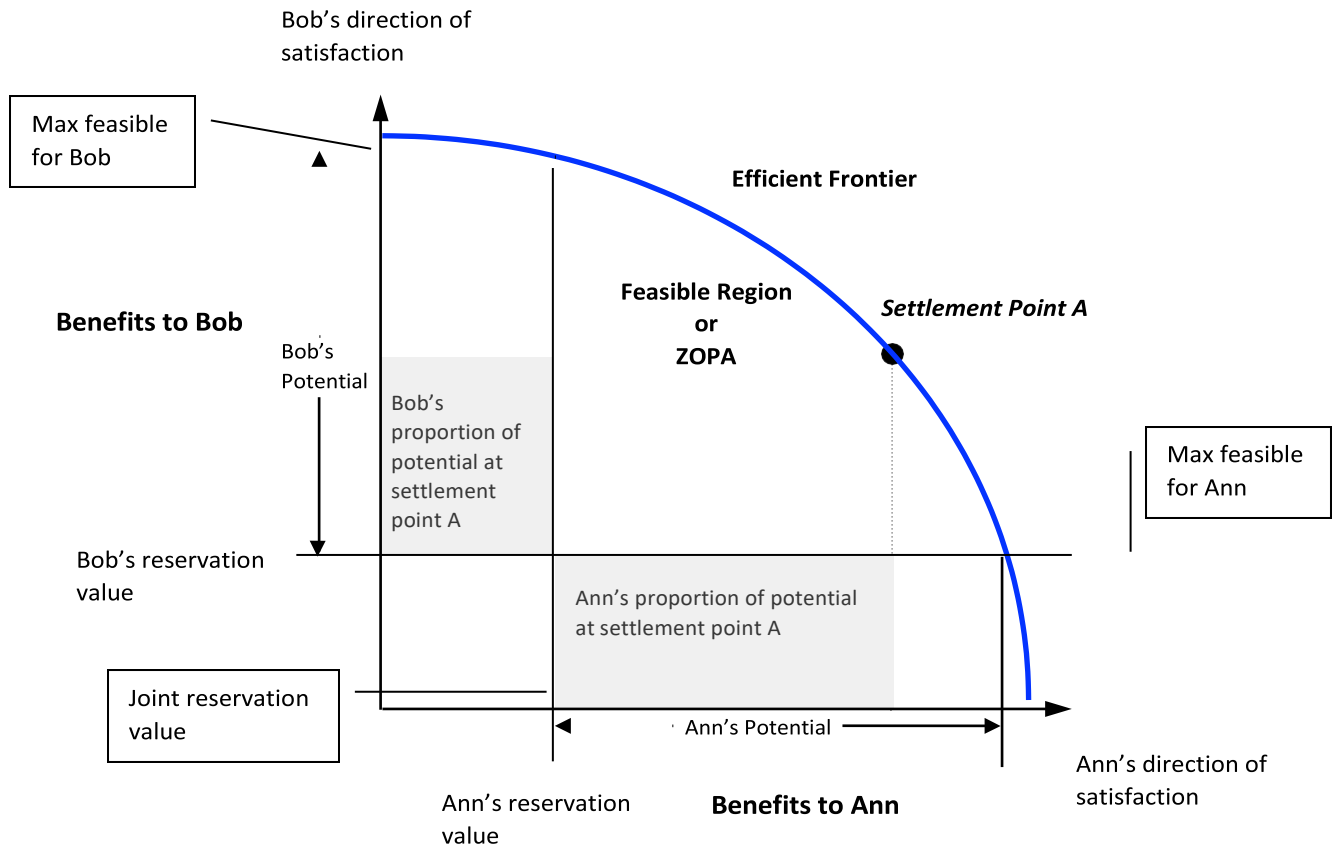 Bob’s direction of
satisfaction
Max feasible
for Bob
Efficient Frontier
Feasible Region
or
ZOPA
Settlement Point A
Benefits to Bob
Bob’s
Potential
Bob’s
proportion of
potential at
settlement
point A
Max feasible
for Ann
Bob’s reservation
value
Ann’s proportion of potential
at settlement point A
Joint reservation
value
Ann’s Potential
Ann’s direction of
satisfaction
Ann’s reservation
value
Benefits to Ann